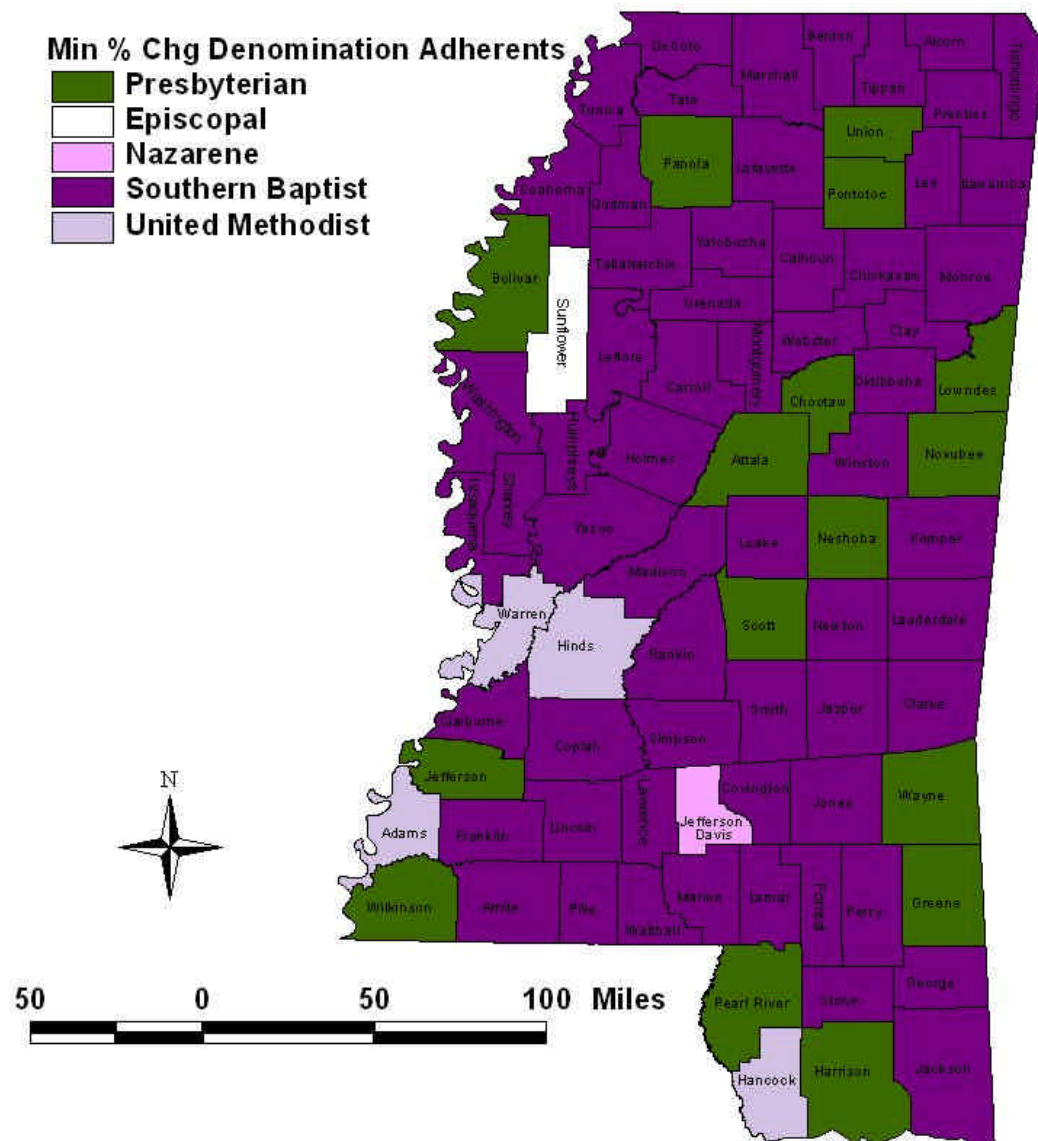 Min % Chg Denomination Adherents
Presbyterian
Episcopal
Nazarene
Southern Baptist
United Methodist
DeSoto
Benton
Alcorn
Tishomingo
Marshall
Tippah
Tate
Tunica
Prentiss
Union
Panola
Lafayette
Pontotoc
Lee
Itawamba
Coahoma
Quitman
Yalobusha
Tallahatchie
Calhoun
Chickasaw
Monroe
Bolivar
Sunflower
Grenada
Leflore
Montgomery
Webster
Clay
Carroll
Oktibbeha
Lowndes
Choctaw
Washington
Humphreys
Holmes
Attala
Winston
Noxubee
Sharkey
Issaquena
Yazoo
Leake
Neshoba
Kemper
Madison
Warren
Hinds
Rankin
Scott
Newton
Lauderdale
Claiborne
Copiah
Simpson
Smith
Jasper
Clarke
N
Jefferson
Lawrence
Jefferson
Davis
Covington
Jones
Wayne
Adams
Franklin
Lincoln
Wilkinson
Amite
Pike
Walthall
Marion
Lamar
Forrest
Perry
Greene
50 0 50 100 Miles
Pearl River
Stone
George
Hancock
Harrison
Jackson